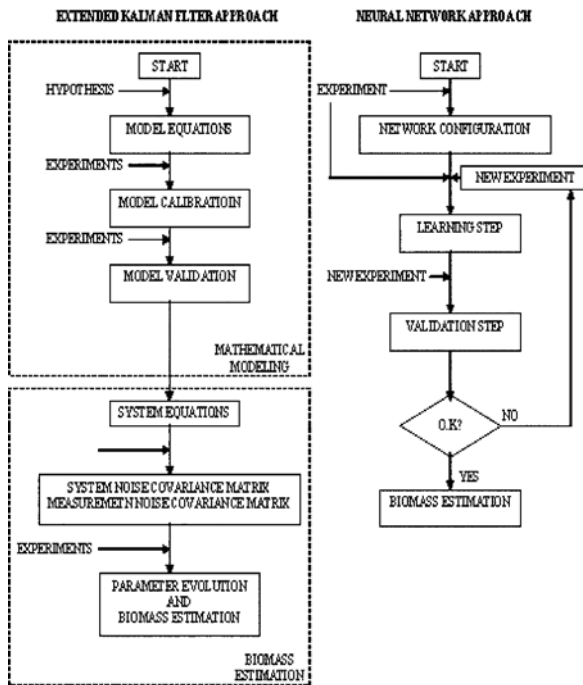 EXTENDED KALMAN FLTER APPROACH
START
HYPOTHESIS
MODEL EQUATIONS
EXPERIMENTS
MODEL CALIBRATIOIN
EXPERIMENTS
MODEL VALIDATION
MATHEMATICAL
MODELING
SYSTEM EQUATIONS
SYSTEM NOISE COVARIANCE MATRIX
MEASUREMETN NOISE COVARIANCE MATRIX
EXPERIMENTS
PARAMETER EVOLUTION
AND
BIOMASS ESTIMATION
BIOMASS
ESTIMATION
NEURAL NETWORK APPROACH
START
EXPERIMENT
NETWORK CONFIGURATION
NEW EXPERIMENT
LEARNING STEP
NEW EXPERIMENT
VALIDATION STEP
O.K?
NO
YES
BIOMASS ESTIMATION